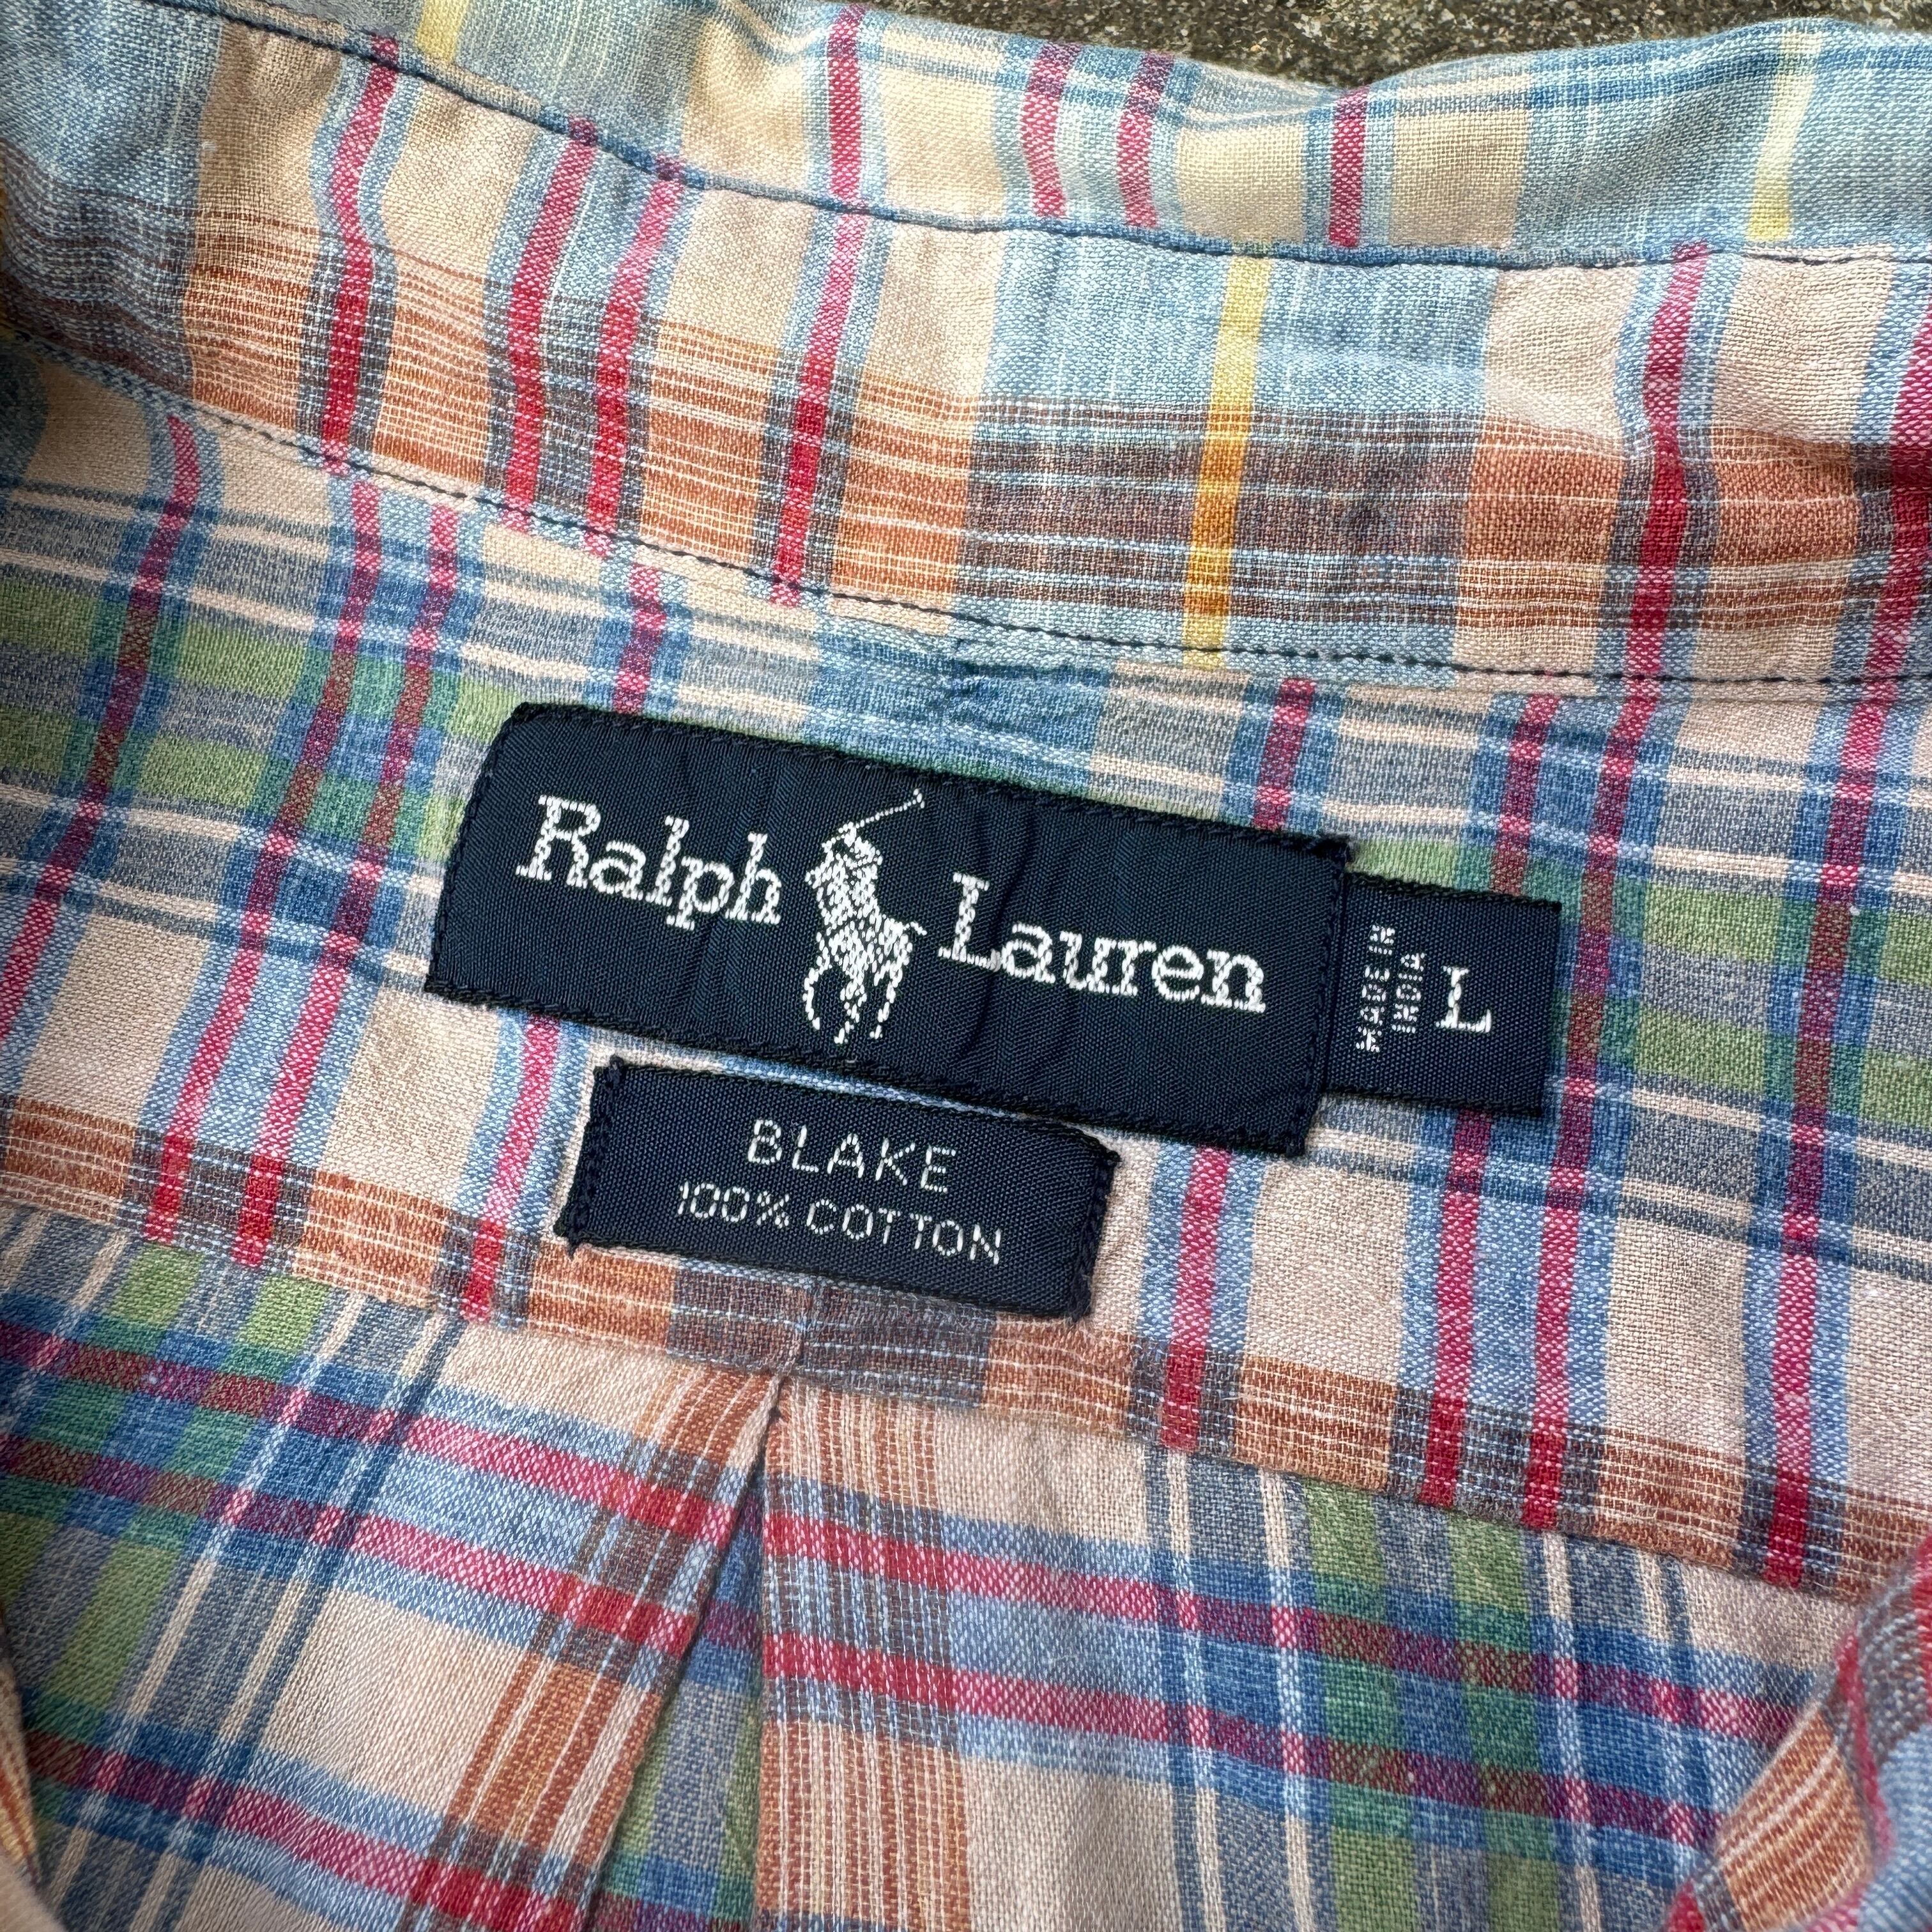 Ralph Lauren
MADE IN
INDIA
L
BLAKE
100% COTTON